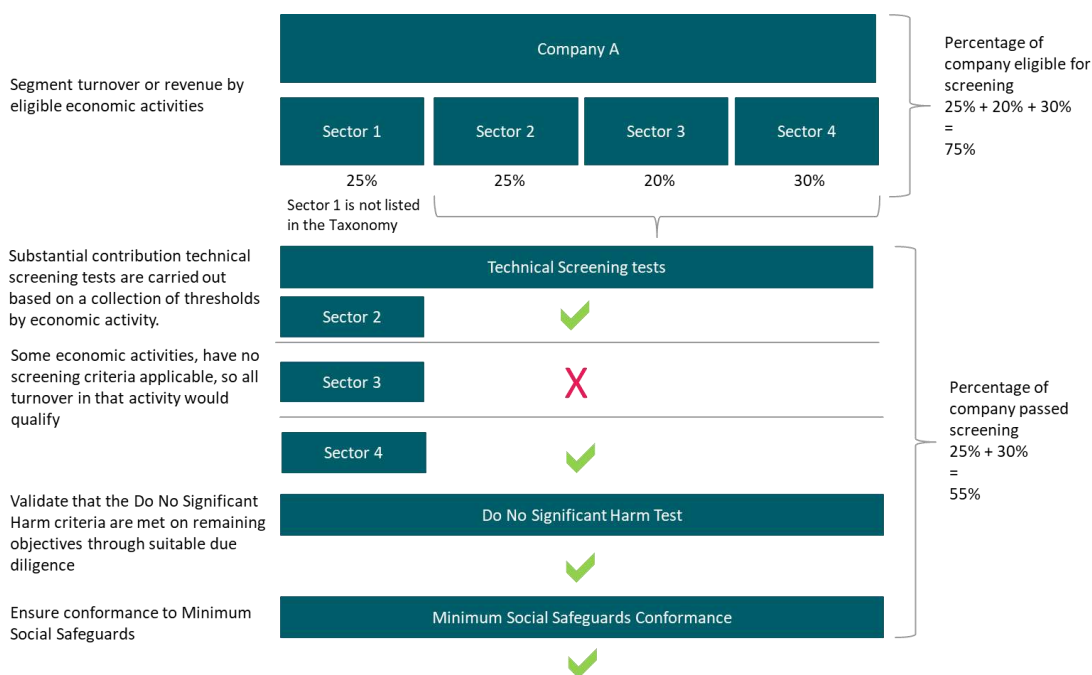 Company A
Segment turnover or revenue by
eligible economic activities
Sector 1
Sector 2
Sector 3
Sector 4
25%
25%
20%
30%
Sector 1 is not listed
in the Taxonomy
Percentage of
company eligible for
screening
25% + 20% + 30%
=
75%
Substantial contribution technical
screening tests are carried out
based on a collection of thresholds
by economic activity.
Technical Screening tests
Sector 2
Some economic activities, have no
screening criteria applicable, so all
turnover in that activity would
qualify
Sector 3
X
Sector 4
Percentage of
company passed
screening
25% + 30%
=
55%
Validate that the Do No Significant
Harm criteria are met on remaining
objectives through suitable due
diligence
Do No Significant Harm Test
Ensure conformance to Minimum
Social Safeguards
Minimum Social Safeguards Conformance